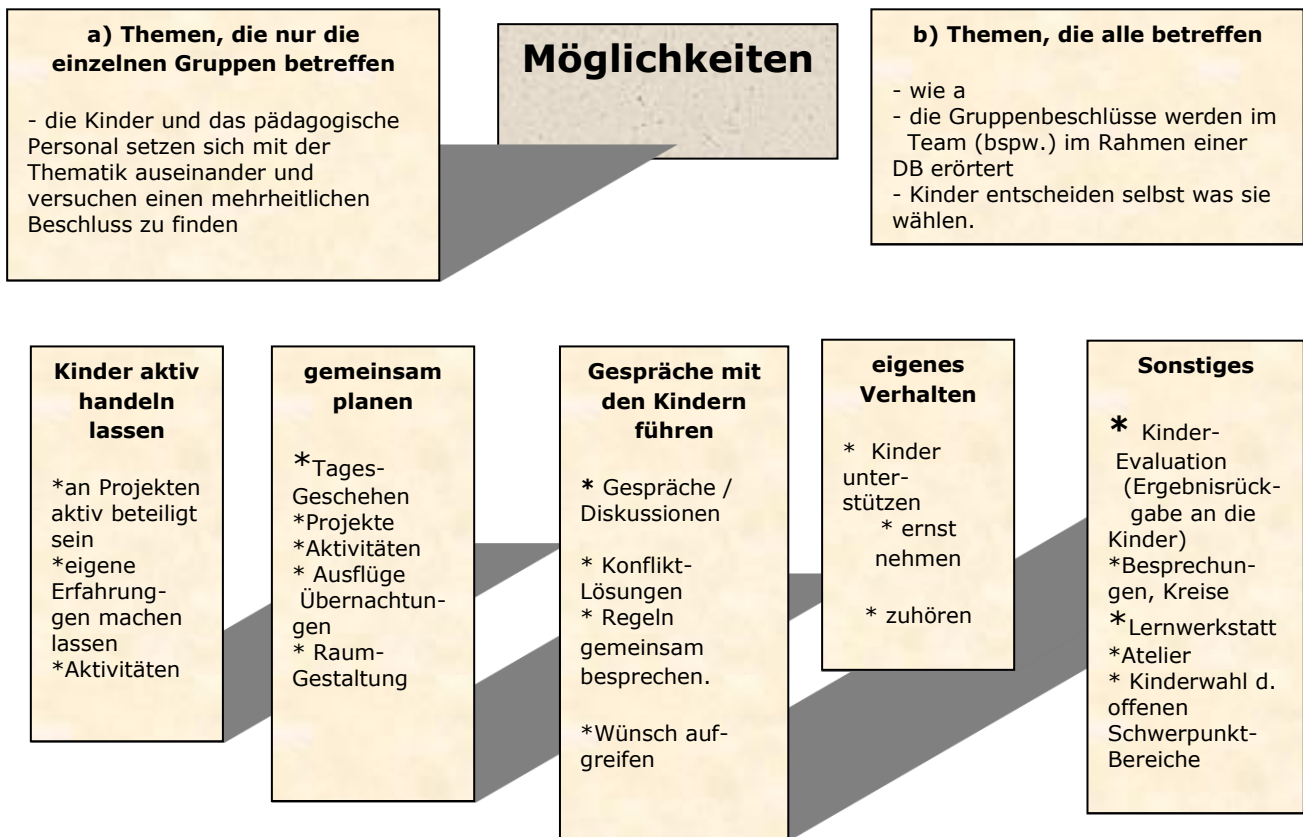 a) Themen, die nur die
einzelnen Gruppen betreffen
- die Kinder und das pädagogische
Personal setzen sich mit der
Thematik auseinander und
versuchen einen mehrheitlichen
Beschluss zu finden
Möglichkeiten
b) Themen, die alle betreffen
- wie a
- die Gruppenbeschlüsse werden im
Team (bspw.) im Rahmen einer
DB erörtert
- Kinder entscheiden selbst was sie
wählen.
Kinder aktiv
handeln
lassen
*an Projekten
aktiv beteiligt
sein
*eigene
Erfahrung-
gen machen
lassen
*Aktivitäten
gemeinsam
planen
*Tages-
Geschehen
*Projekte
*Aktivitäten
* Ausflüge
Übernachtun-
gen
* Raum-
Gestaltung
Gespräche mit
den Kindern
führen
* Gespräche /
Diskussionen
* Konflikt-
Lösungen
* Regeln
gemeinsam
besprechen.
*Wünsch auf-
greifen
eigenes
Verhalten
* Kinder
unter-
stützen
* ernst
nehmen
* zuhören
Sonstiges
* Kinder-
Evaluation
(Ergebnisrück-
gabe an die
Kinder)
*Besprechun-
gen, Kreise
*Lernwerkstatt
*Atelier
* Kinderwahl d.
offenen
Schwerpunkt-
Bereiche